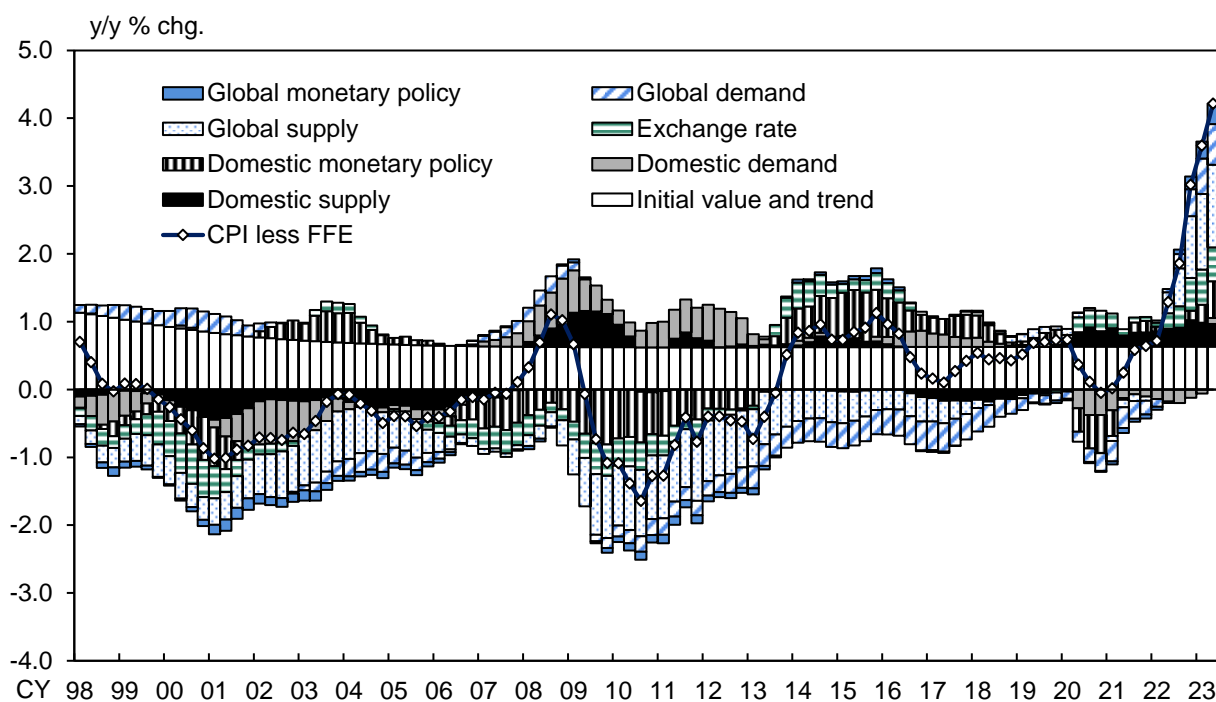 y/y % chg.
5.0
4.0
3.0
2.0
1.0
0.0
-1.0
-2.0
-3.0
-4.0
Global monetary policy
Global demand
Global supply
Exchange rate
Domestic monetary policy
Domestic demand
Domestic supply
Initial value and trend
CPI less FFE
CY 98 99 00 01 02 03 04 05 06 07 08 09 10 11 12 13 14 15 16 17 18 19 20 21 22 23